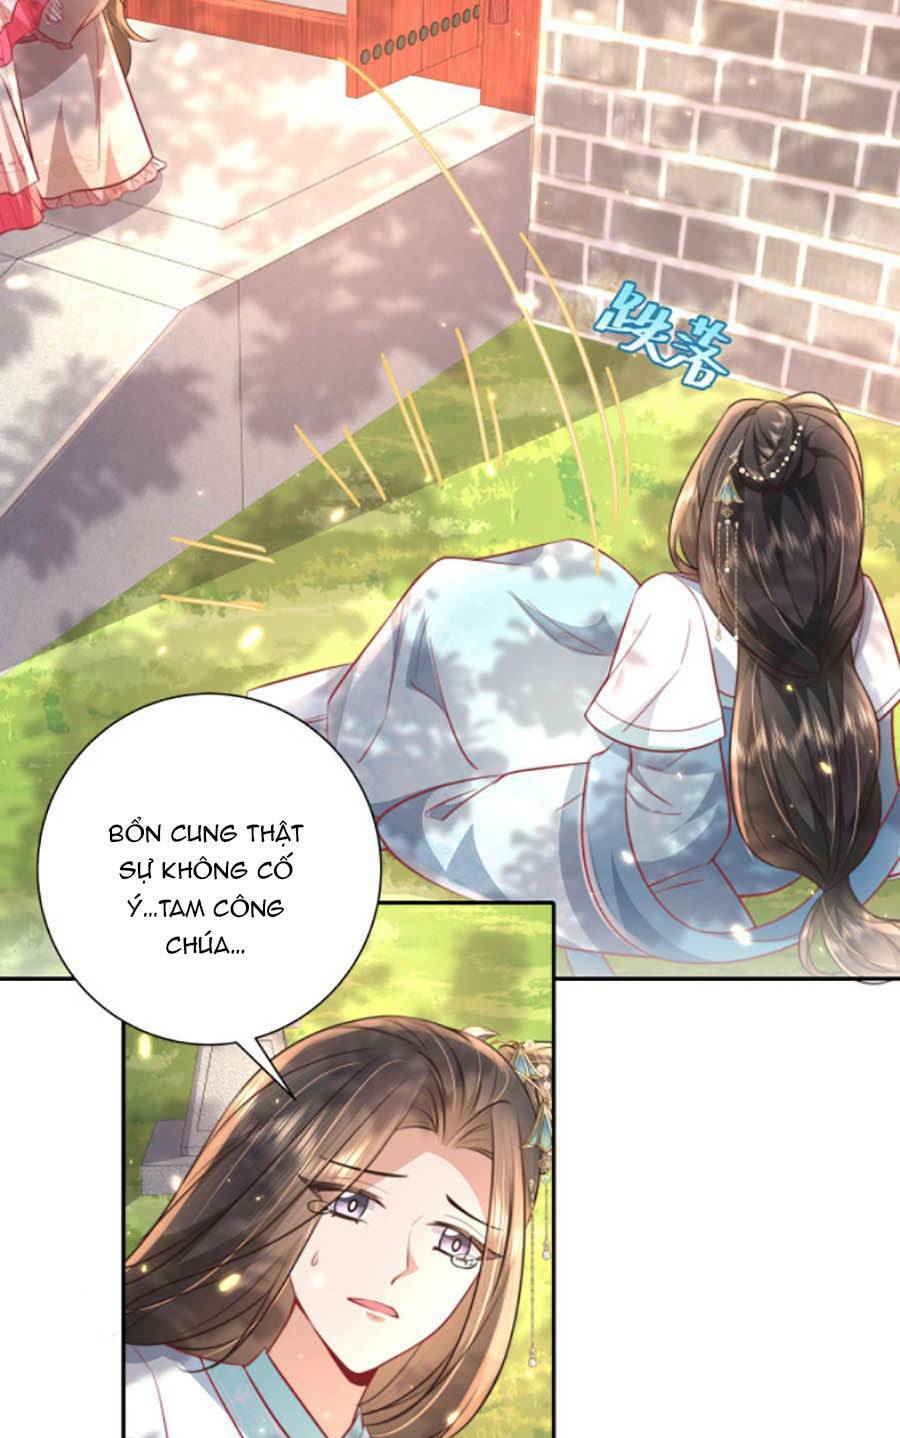 跌落
BỔN CUNG THẬT
SỰ KHÔNG CỐ
Ý...TAM CÔNG
CHÚA...